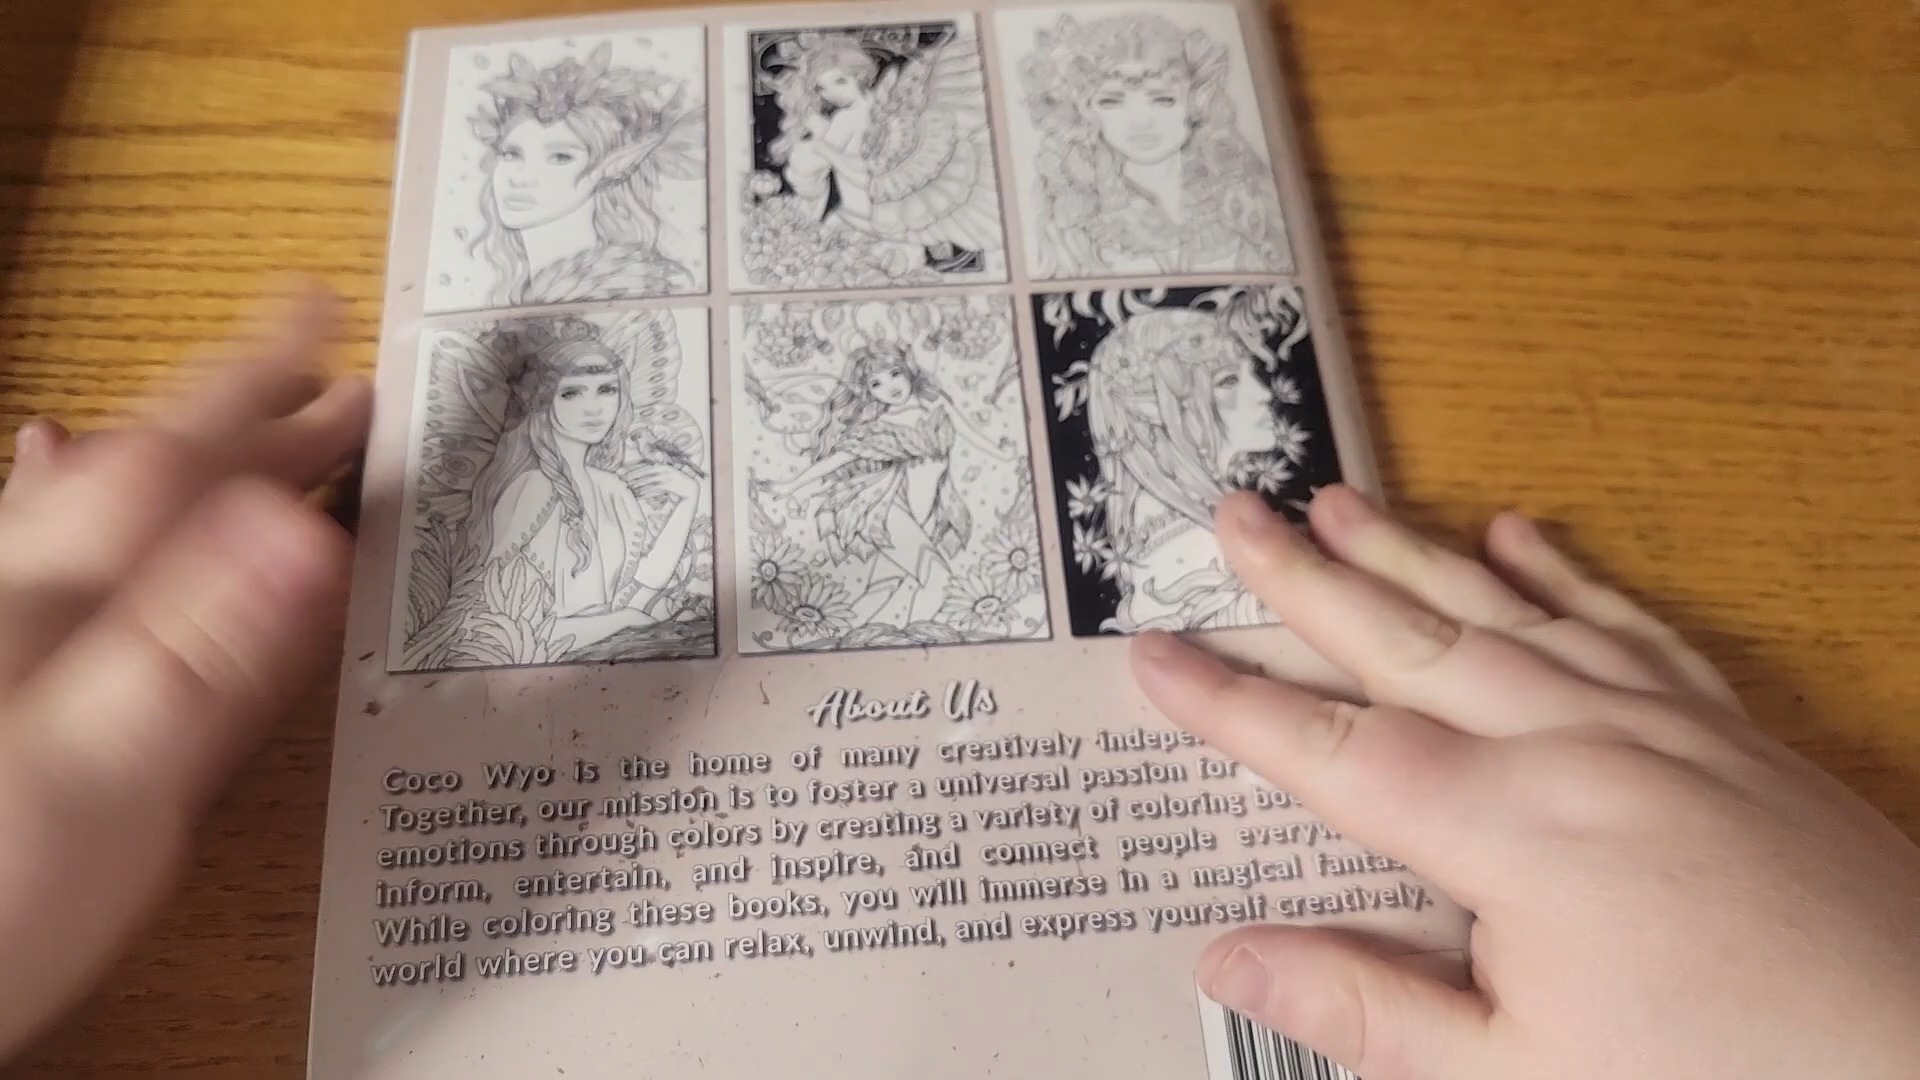 About Us
Coco Wyo is the home of many creatively
Together, our mission is to foster a universal passion for
emotions through colors by creating a variety of coloring
inform, entertain, and inspire, and connect people
While coloring these books, you will immerse in a magical
world where you can relax, unwind, and express yourself creatively.